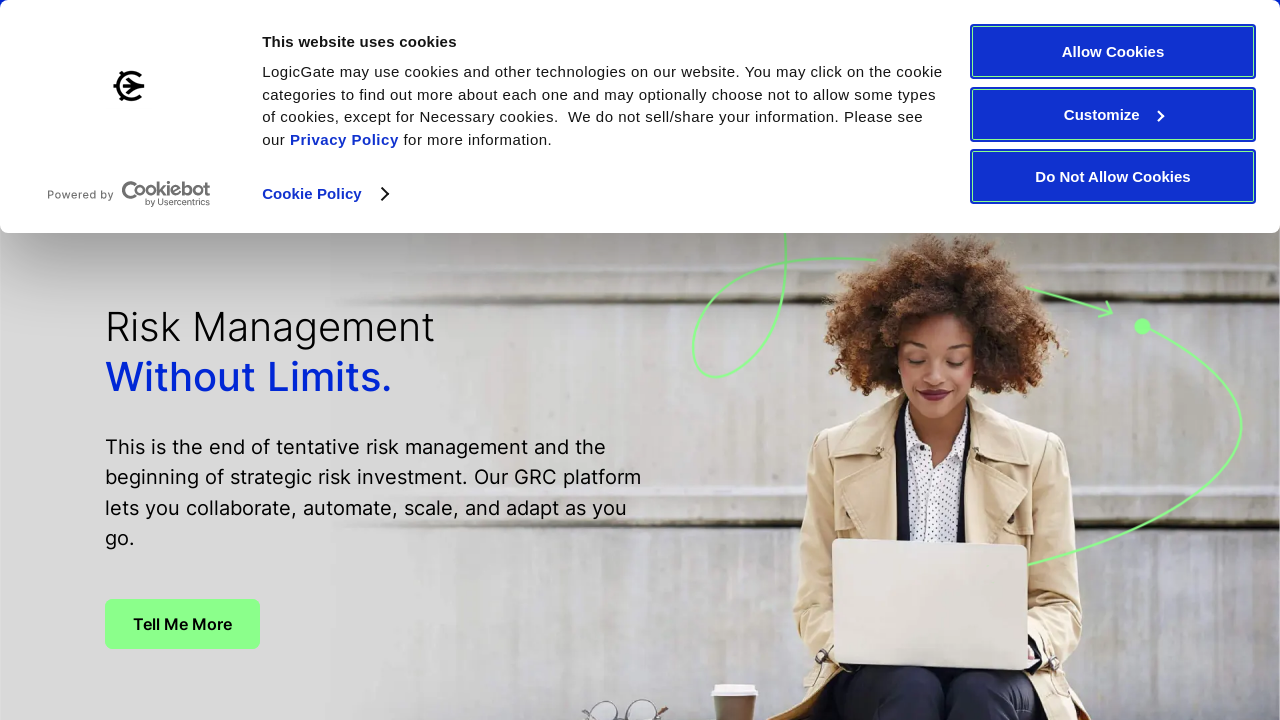 This website uses cookies
LogicGate may use cookies and other technologies on our website. You may click on the cookie
categories to find out more about each one and may optionally choose not to allow some types
of cookies, except for Necessary cookies.  We do not sell/share your information. Please see
our Privacy Policy for more information.
Powered by Cookiebot
by Usercentrics
Cookie Policy
Allow Cookies
Customize
Do Not Allow Cookies
Risk Management
Without Limits.
This is the end of tentative risk management and the
beginning of strategic risk investment. Our GRC platform
lets you collaborate, automate, scale, and adapt as you
go.
Tell Me More